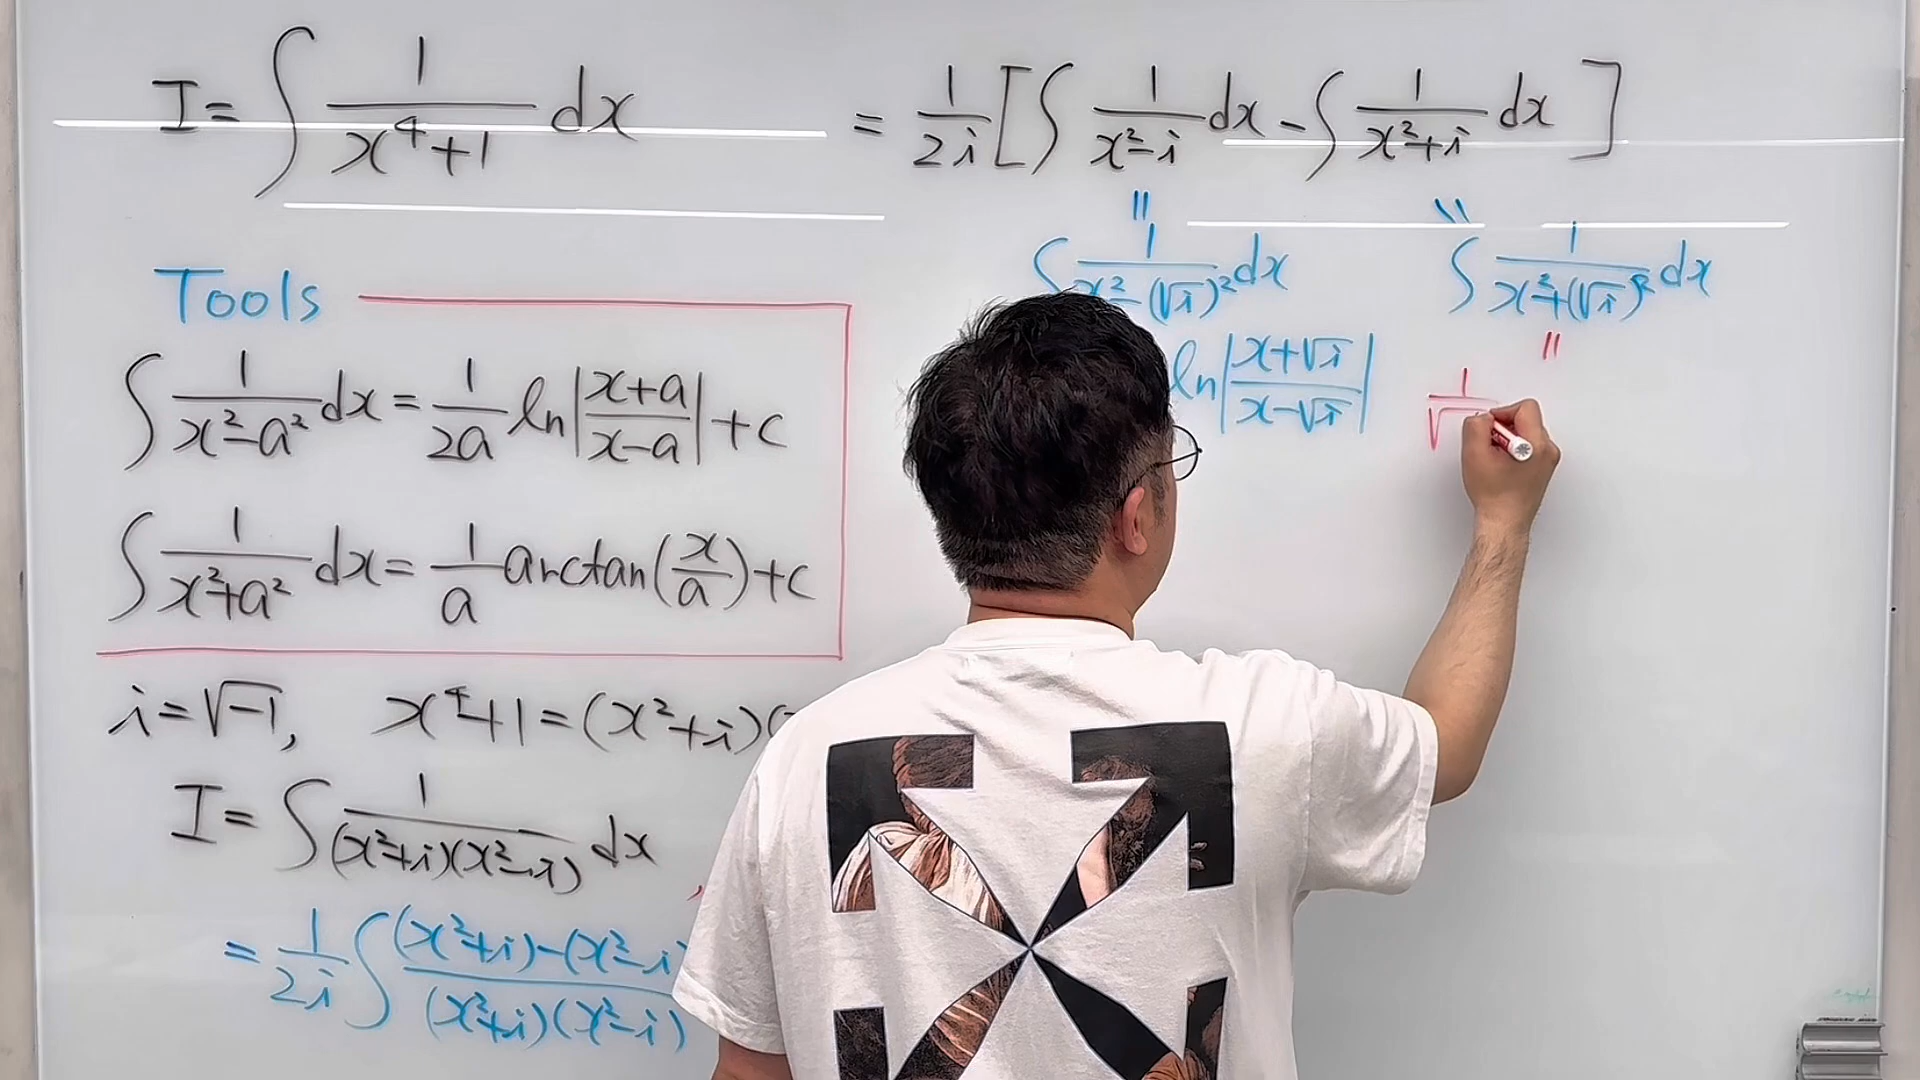 I = ∫ 1/(x⁴+1) dx = 1/2i [∫ 1/(x²-i) dx - ∫ 1/(x²+i) dx]
Tools
∫ 1/(x²-a²) dx = 1/2a ln|(x+a)/(x-a)| + c
∫ 1/(x²+a²) dx = 1/a arctan(x/a) + c
i = √-1, x⁴+1 = (x²+i)(
I = ∫ 1/((x²+i)(x²-i)) dx
= 1/2i ∫ ((x²+i)-(x²-i)/((x²+i)(x²-i)
=
∫ 1/(x²-(√i)²) dx
ln|(x+√i)/(x-√i)|
=
∫ 1/(x²+(√i)²) dx
=
1/√